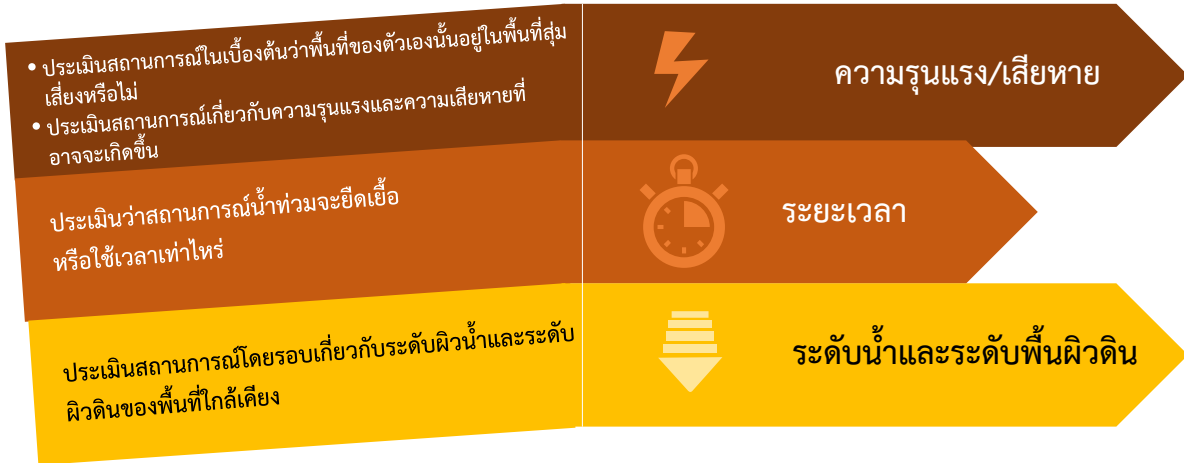 • ประเมินสถานการณ์ในเบื้องต้นว่าพื้นที่ของตัวเองนั้นอยู่ในพื้นที่สุ่ม
เสี่ยงหรือไม่
• ประเมินสถานการณ์เกี่ยวกับความรุนแรงและความเสียหายที่
อาจจะเกิดขึ้น
ความรุนแรง/เสียหาย
ประเมินว่าสถานการณ์น้ำท่วมจะยืดเยื้อ
หรือใช้เวลาเท่าไหร่
ระยะเวลา
ประเมินสถานการณ์โดยรอบเกี่ยวกับระดับผิวน้ำและระดับ
ผิวดินของพื้นที่ใกล้เคียง
ระดับน้ำและระดับพื้นผิวดิน